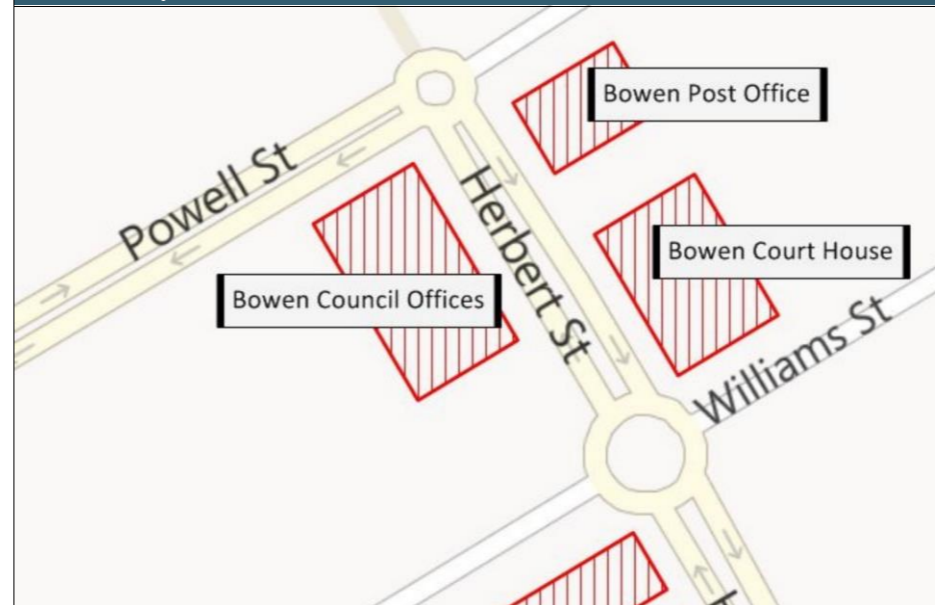 Bowen Post Office
Powell St
Herbert St
Bowen Court House
Bowen Council Offices
Williams St